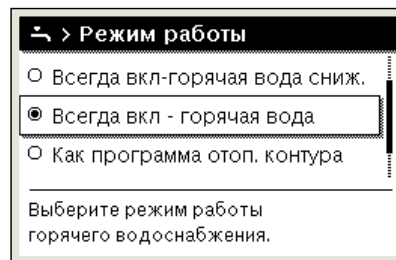 > Режим работы
Всегда вкл-горячая вода сниж.
Всегда вкл - горячая вода
Как программа отоп. контура
Выберите режим работы
горячего водоснабжения.